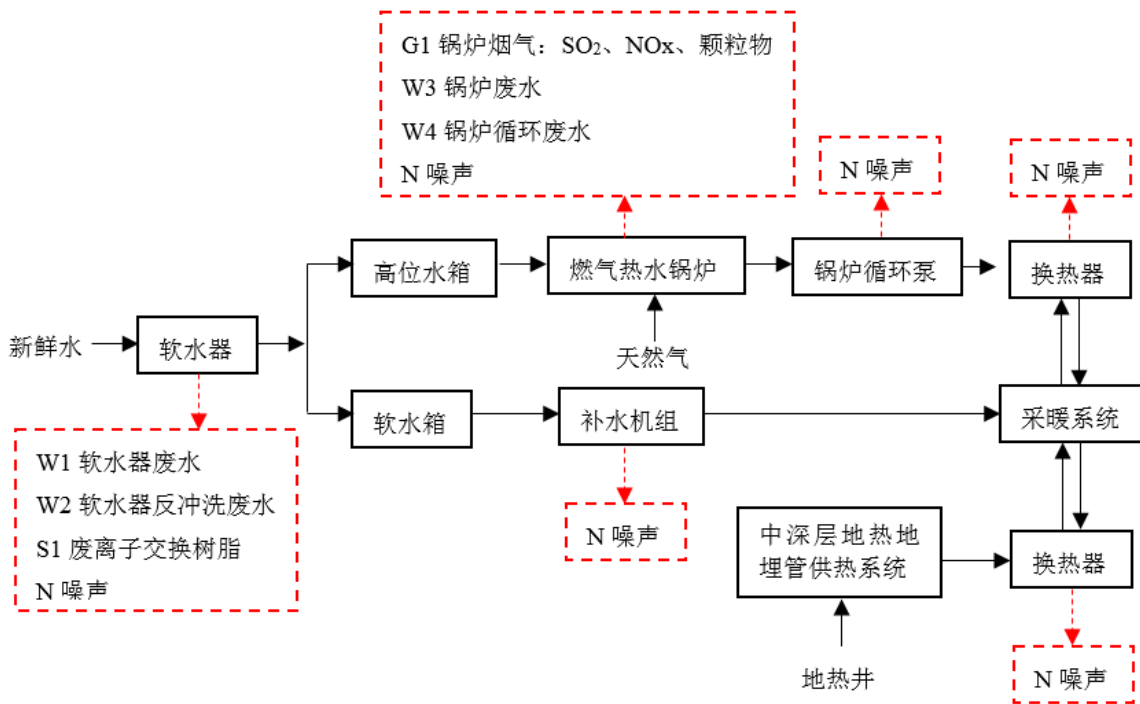 G1 锅炉烟气：SO₂、NOx、颗粒物
W3 锅炉废水
W4 锅炉循环废水
N 噪声
N 噪声
N 噪声
高位水箱
燃气热水锅炉
锅炉循环泵
换热器
新鲜水
软水器
天然气
软水箱
补水机组
采暖系统
W1 软水器废水
W2 软水器反冲洗废水
S1 废离子交换树脂
N 噪声
N 噪声
中深层地热地
埋管供热系统
换热器
地热井
N 噪声